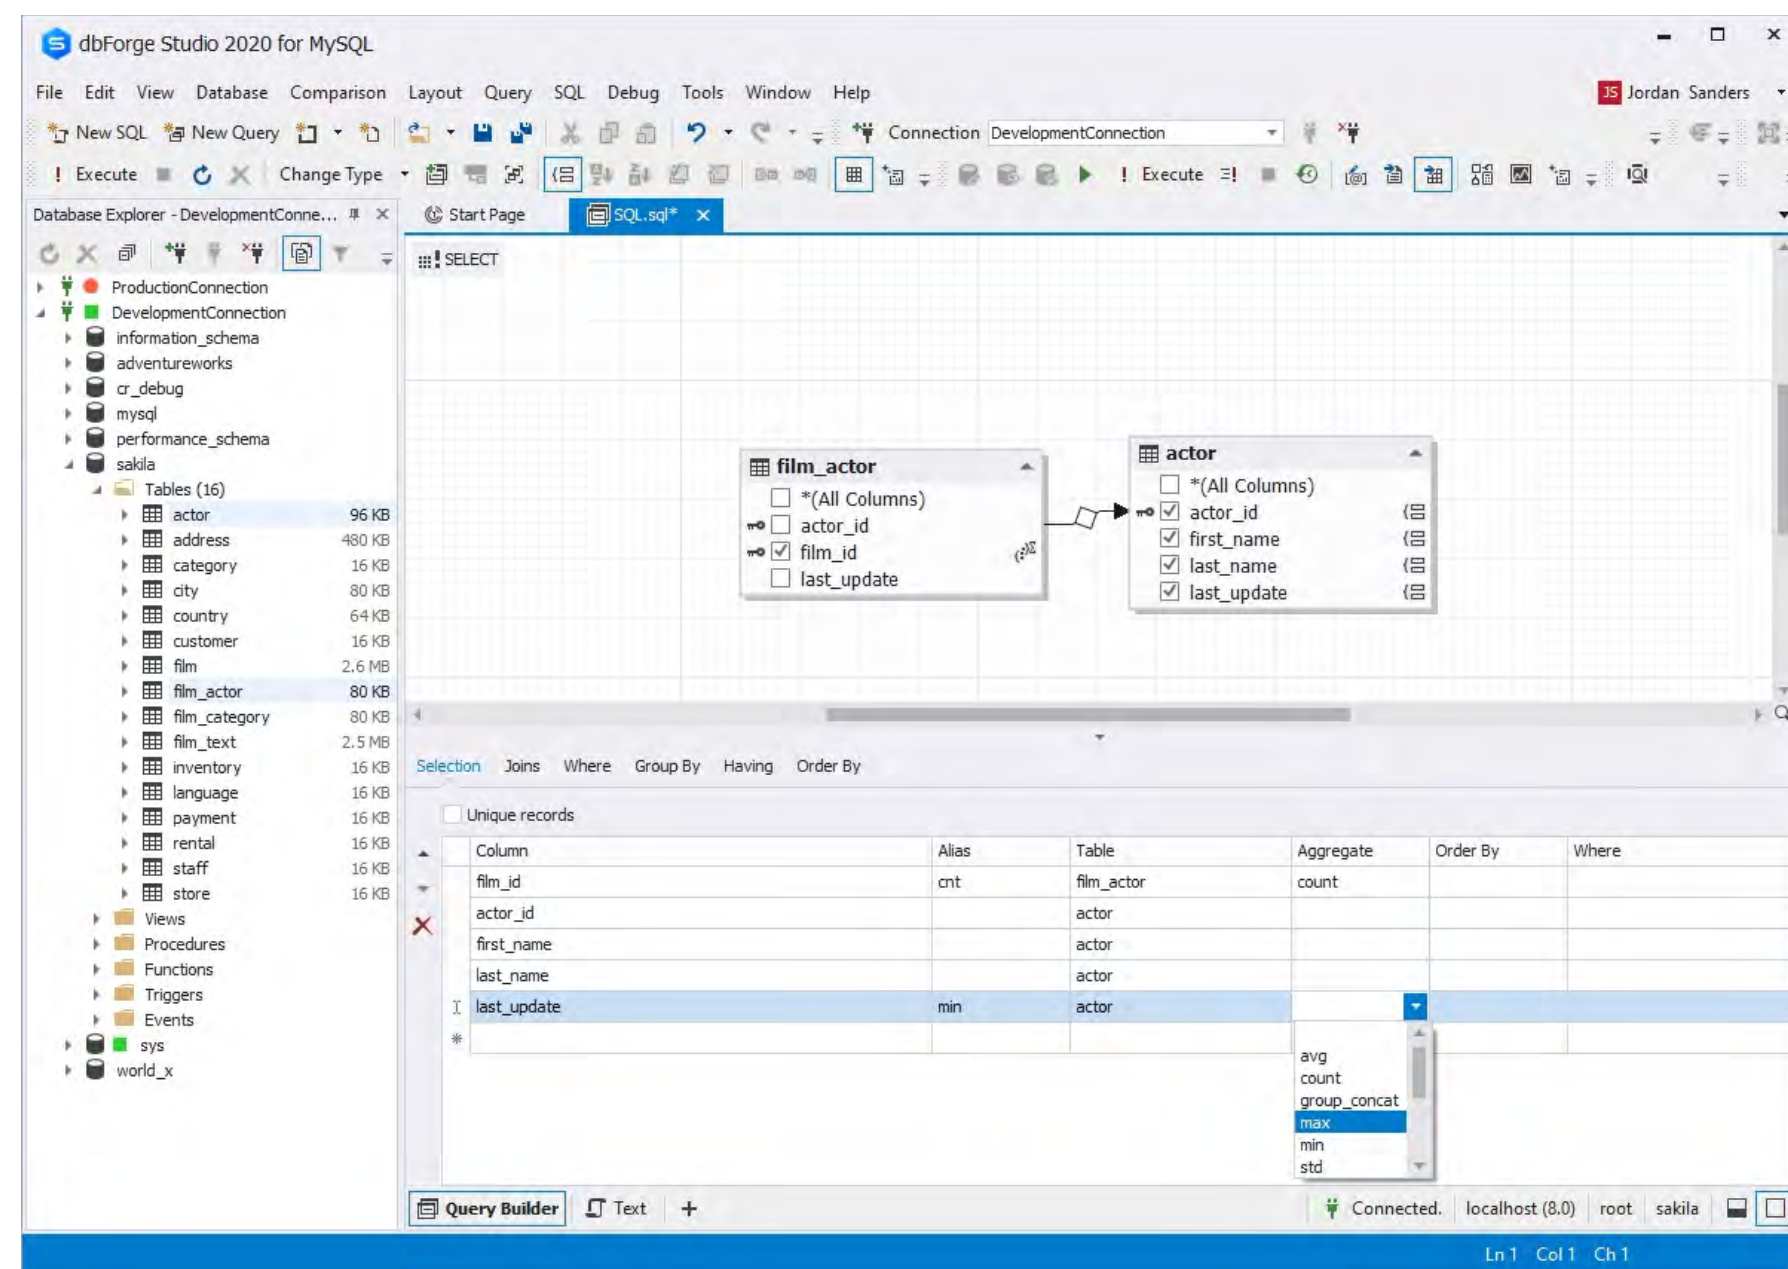 dbForge Studio 2020 for MySQL
File Edit View Database Comparison Layout Query SQL Debug Tools Window Help
JS Jordan Sanders
New SQL New Query Connection DevelopmentConnection
Execute Change Type Execute
Database Explorer - DevelopmentConne...
Start Page SQL.sql*
SELECT
ProductionConnection
DevelopmentConnection
information_schema
adventureworks
cr_debug
mysql
performance_schema
sakila
Tables (16)
actor 96 KB
address 480 KB
category 16 KB
city 80 KB
country 64 KB
customer 16 KB
film 2.6 MB
film_actor 80 KB
film_category 80 KB
film_text 2.5 MB
inventory 16 KB
language 16 KB
payment 16 KB
rental 16 KB
staff 16 KB
store 16 KB
Views
Procedures
Functions
Triggers
Events
sys
world_x
film_actor
*(All Columns)
actor_id
film_id
last_update
actor
*(All Columns)
actor_id
first_name
last_name
last_update
Selection Joins Where Group By Having Order By
Unique records
Column Alias Table Aggregate Order By Where
film_id cnt film_actor count
actor_id actor
first_name actor
last_name actor
last_update min actor
avg
count
group_concat
max
min
std
Query Builder Text
Connected. localhost (8.0) root sakila
Ln 1 Col 1 Ch 1